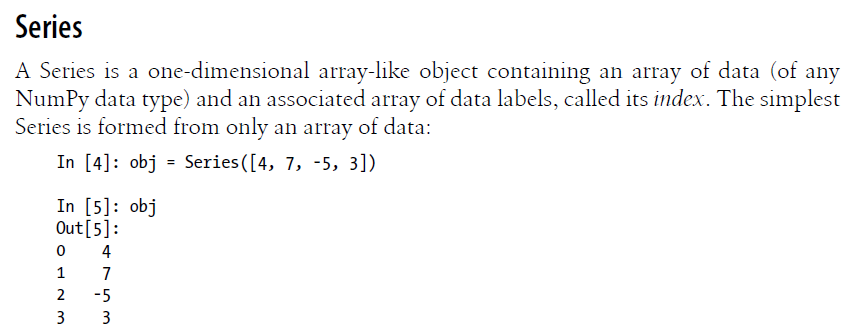 Series
A Series is a one-dimensional array-like object containing an array of data (of any
NumPy data type) and an associated array of data labels, called its index. The simplest
Series is formed from only an array of data:
In [4]: obj = Series([4, 7, -5, 3])
In [5]: obj
Out[5]:
0    4
1    7
2   -5
3    3